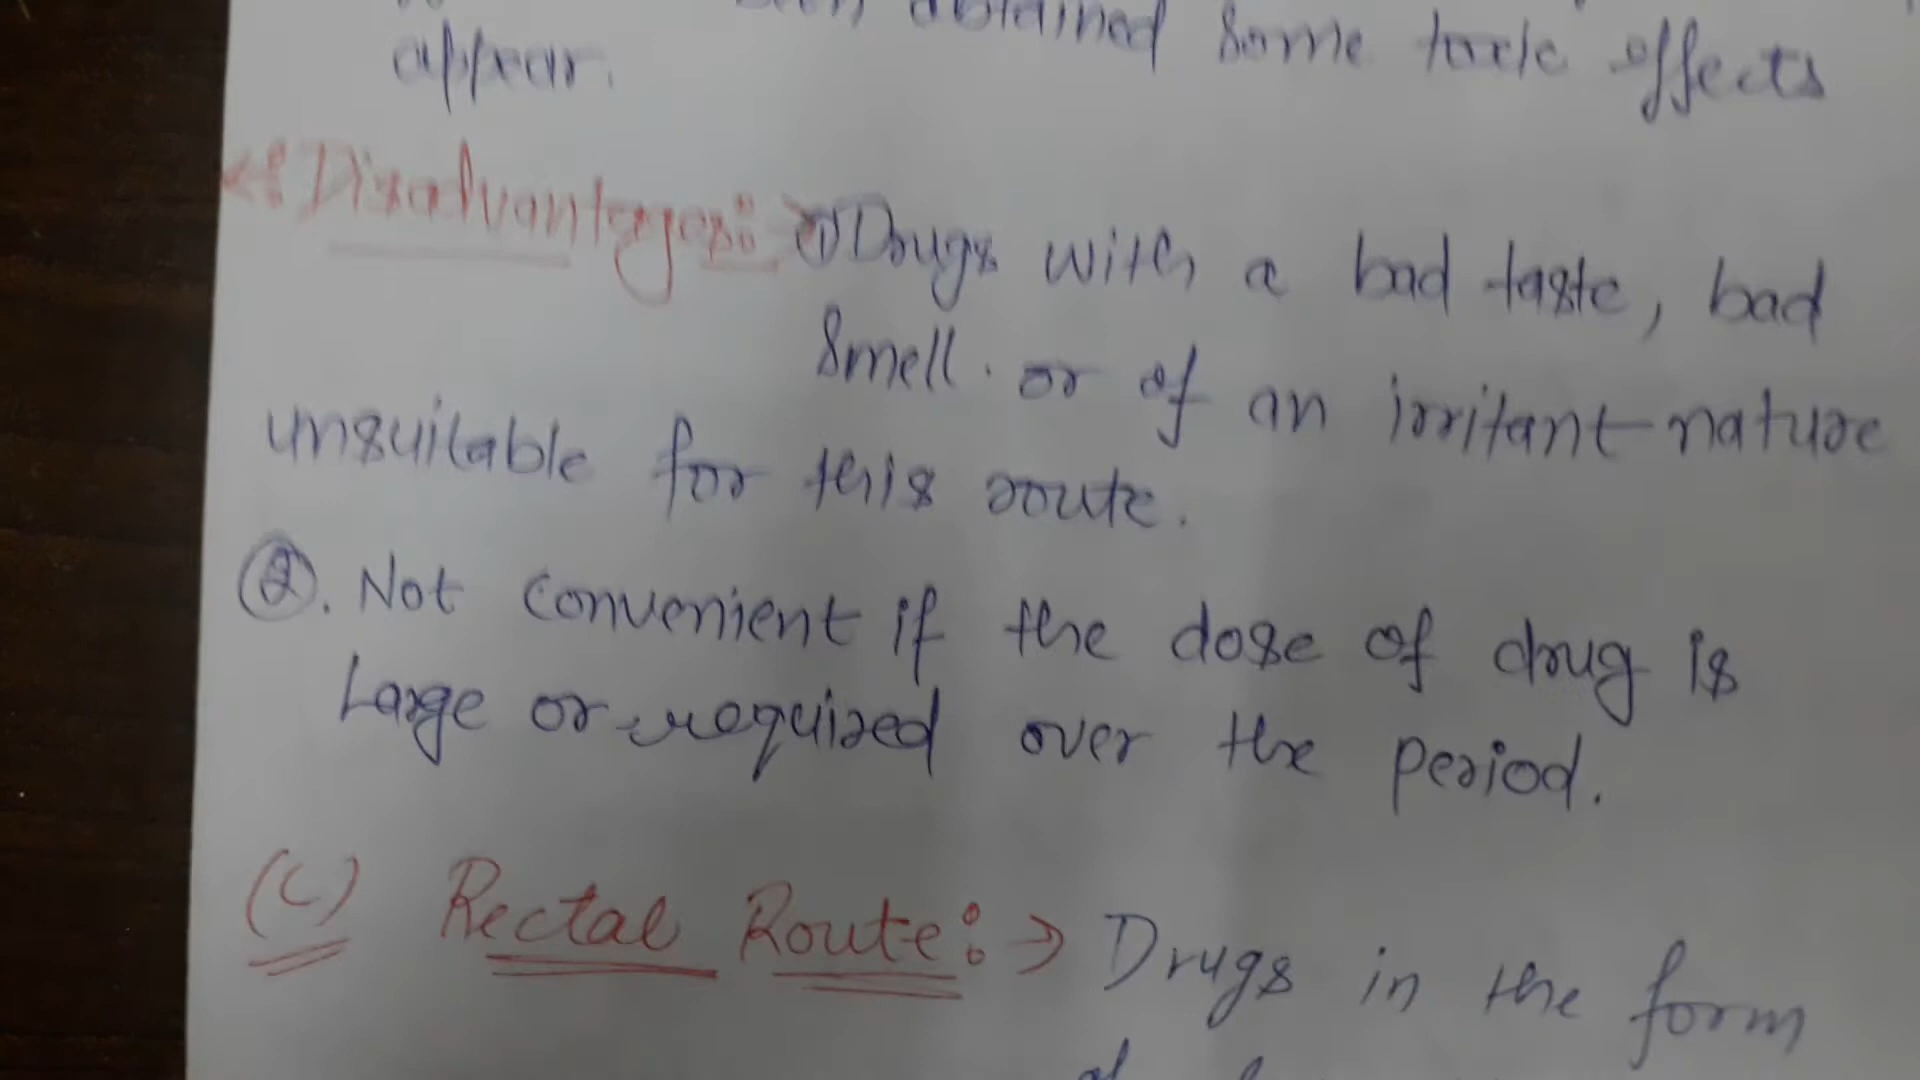 obtained some toxic effects
appear.
Disadvantages: → ① Drugs with a bad taste, bad
smell. or of an irritant nature
unsuitable for this route.
②. Not convenient if the dose of drug is
Large or required over the period.
(C) Rectal Route: → Drugs in the form